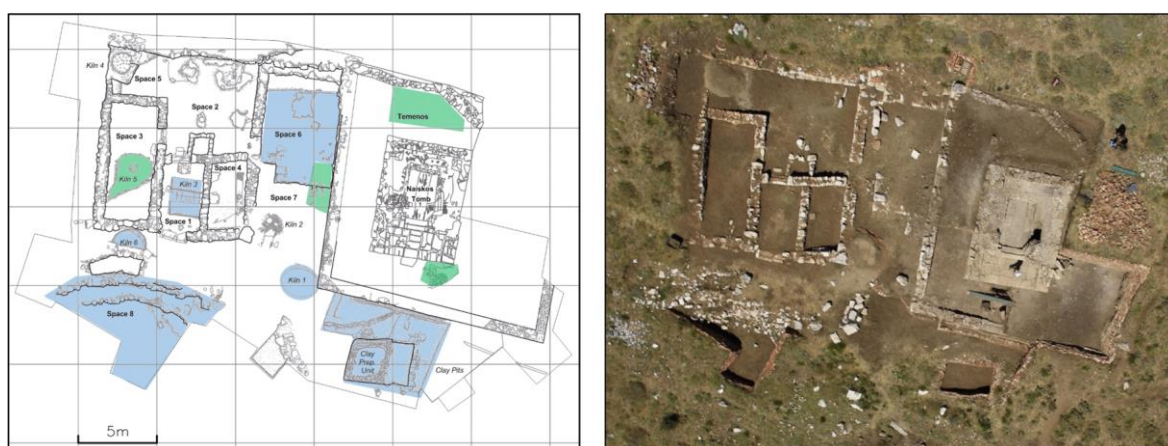 Kiln 4
Space 5
Space 2
Space 3
Space 6
Temenos
Kiln 5
Kiln 3
Space 4
Naiskos
Tomb
Space 1
Space 7
Kiln 2
Kiln 6
Kiln 1
Space 8
Clay
Prep.
Unit
Clay Pits
5m